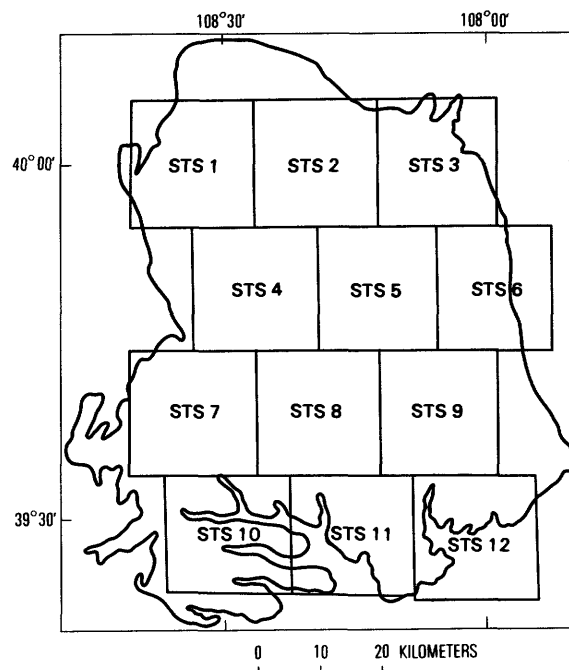 108°30′ 108°00′
40°00′
STS 1 STS 2 STS 3
STS 4 STS 5 STS 6
STS 7 STS 8 STS 9
39°30′
STS 10 STS 11 STS 12
0 10 20 KILOMETERS